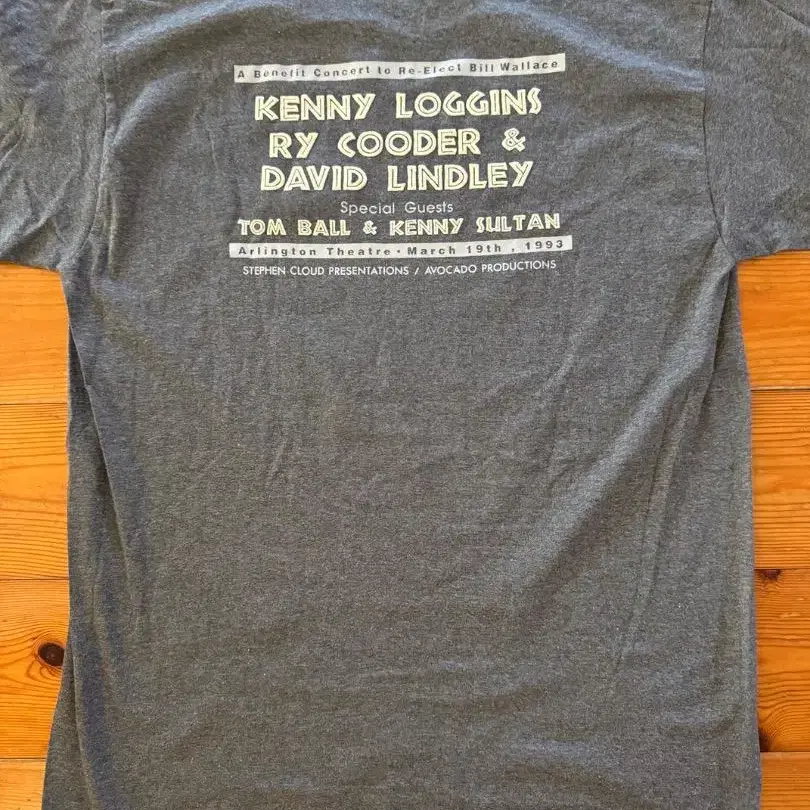 A Benefit Concert to Re-Elect Bill Wallace
KENNY LOGGINS
RY COODER &
DAVID LINDLEY
Special Guests
TOM BALL & KENNY SULTAN
Arlington Theatre • March 19th , 1993
STEPHEN CLOUD PRESENTATIONS / AVOCADO PRODUCTIONS